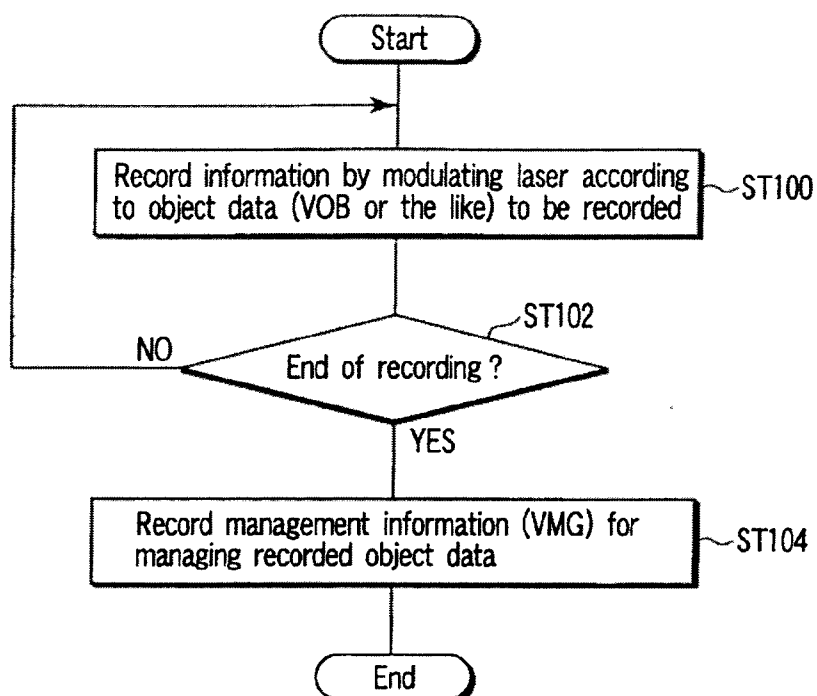 Start
Record information by modulating laser according
to object data (VOB or the like) to be recorded
ST100
ST102
End of recording ?
NO
YES
Record management information (VMG) for
managing recorded object data
ST104
End